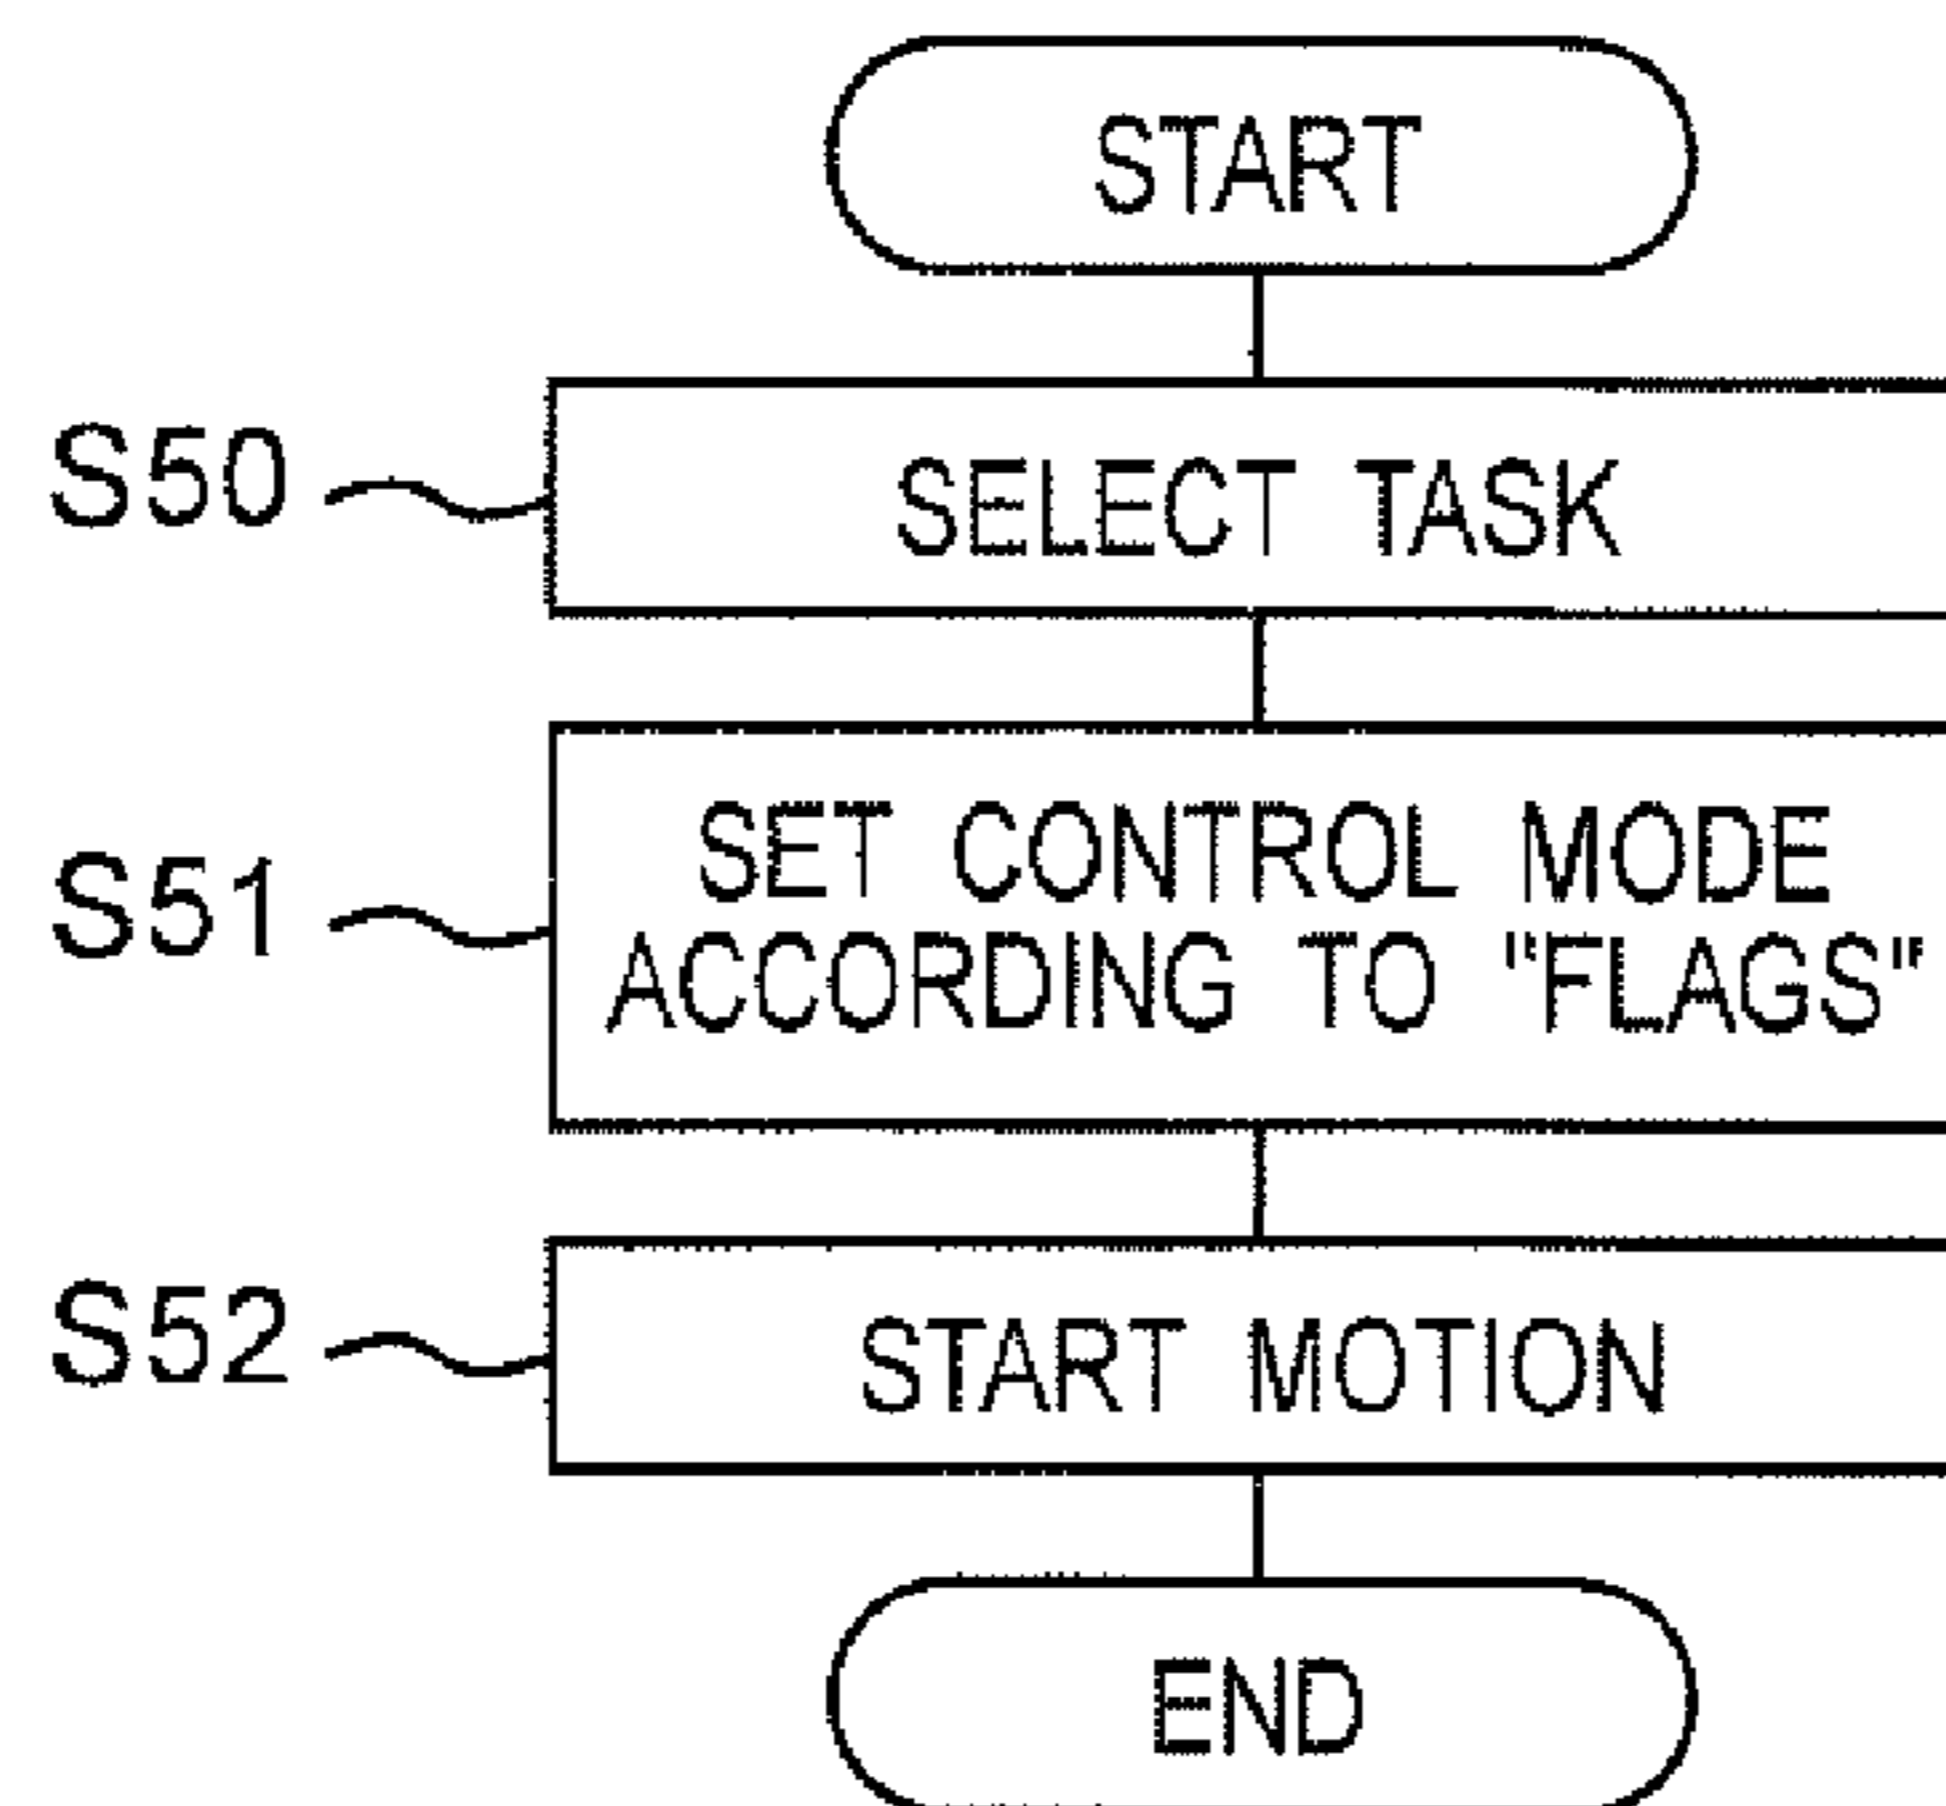 START
S50
SELECT TASK
S51
SET CONTROL MODE
ACCORDING TO "FLAGS"
S52
START MOTION
END